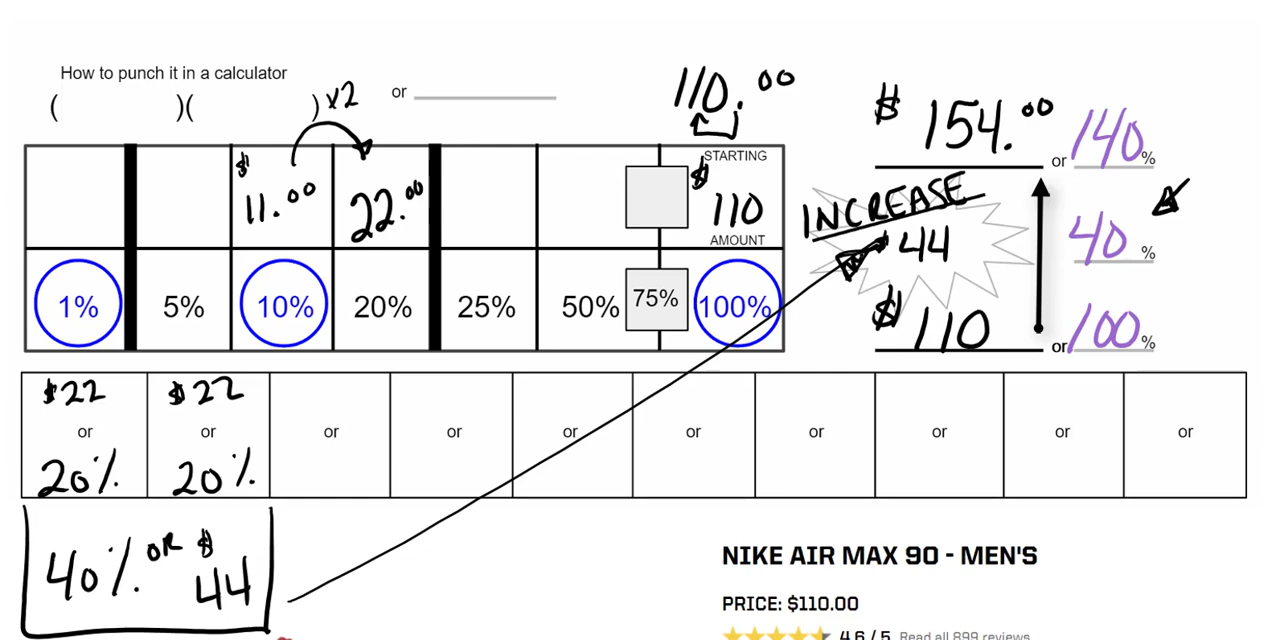 How to punch it in a calculator
(            )(            ) x2 or
110.00
$ 154.00 or 140%
STARTING
$ 11.00 22.00 $ 110
AMOUNT
INCREASE
44 40%
1% 5% 10% 20% 25% 50% 75% 100%
$ 110 or 100%
$22 $22
or or or or or or or or or or
20% 20%
40% OR $ 44
NIKE AIR MAX 90 - MEN'S
PRICE: $110.00
4.6 / 5 Read all 899 reviews